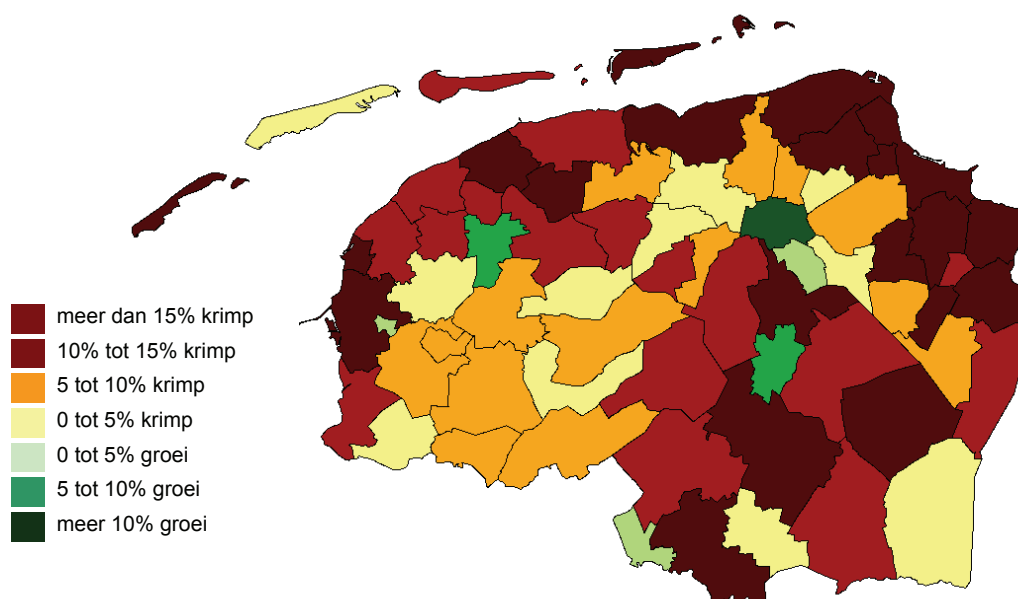 meer dan 15% krimp
10% tot 15% krimp
5 tot 10% krimp
0 tot 5% krimp
0 tot 5% groei
5 tot 10% groei
meer 10% groei